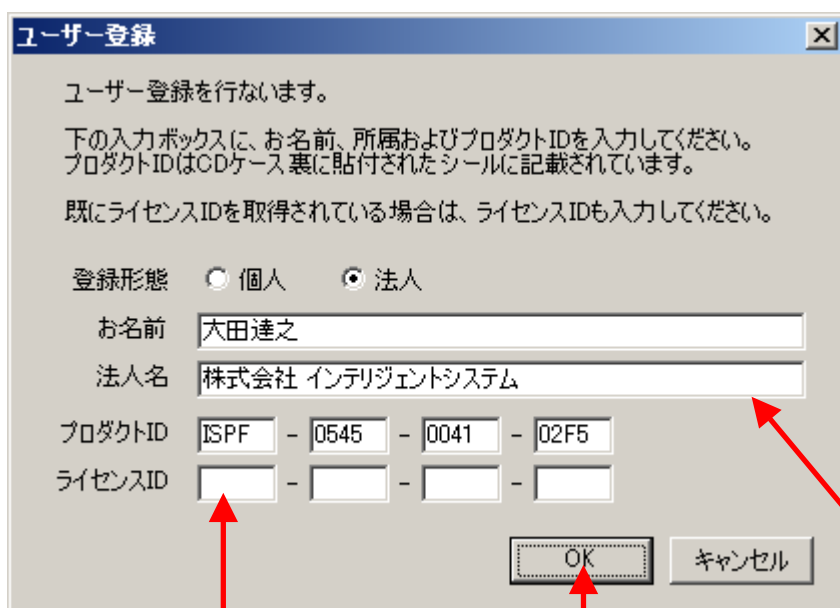 ユーザー登録
ユーザー登録を行ないます。
下の入力ボックスに、お名前、所属およびプロダクトIDを入力してください。
プロダクトIDはCDケース裏に貼付されたシールに記載されています。
既にライセンスIDを取得されている場合は、ライセンスIDも入力してください。
登録形態 個人 法人
お名前 大田達之
法人名 株式会社 インテリジェントシステム
プロダクトID ISPF - 0545 - 0041 - 02F5
ライセンスID - - -
OK キャンセル